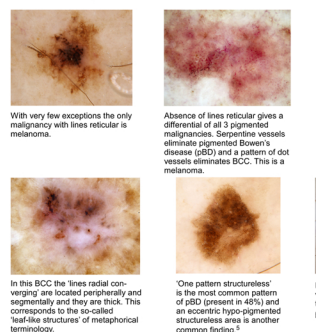 With very few exceptions the only
malignancy with lines reticular is
melanoma.
Absence of lines reticular gives a
differential of all 3 pigmented
malignancies. Serpentine vessels
eliminate pigmented Bowen's
disease (pBD) and a pattern of dot
vessels eliminates BCC. This is a
melanoma.
In this BCC the 'lines radial con-
verging' are located peripherally and
segmentally and they are thick. This
corresponds to the so-called
'leaf-like structures' of metaphorical
terminology.
'One pattern structureless'
is the most common pattern
of pBD (present in 48%) and
an eccentric hypo-pigmented
structureless area is another
common finding.5